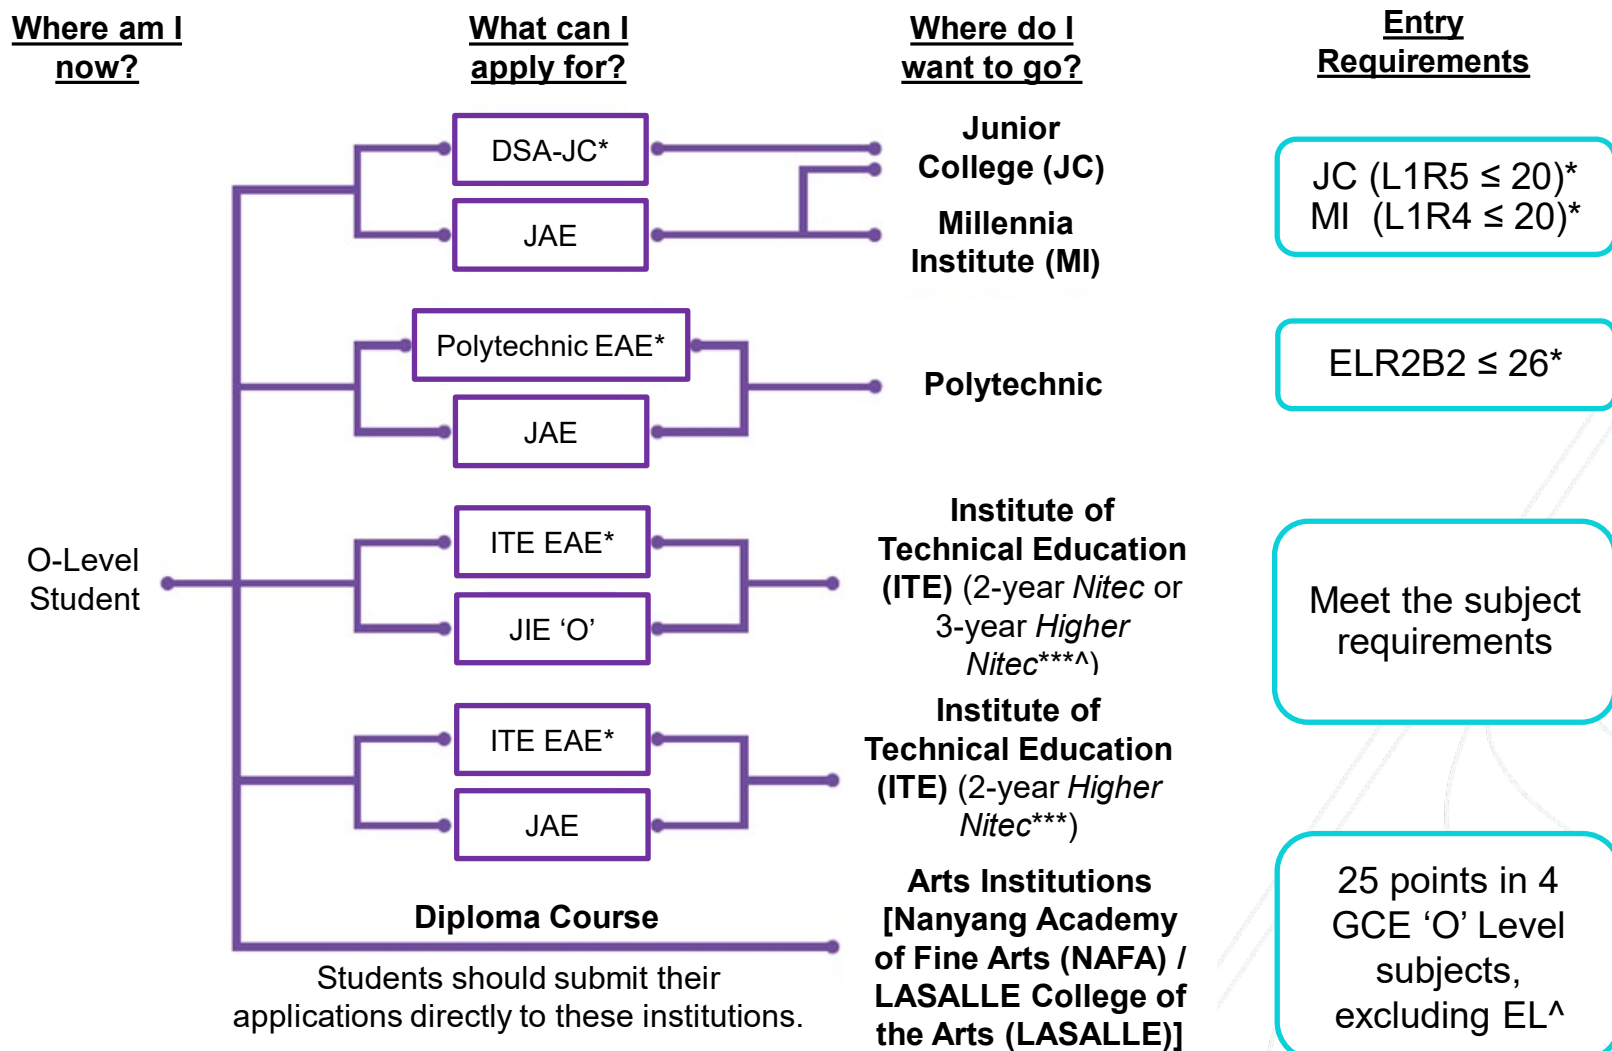 Where am I
now?
What can I
apply for?
Where do I
want to go?
Entry
Requirements
O-Level
Student
DSA-JC*
JAE
Junior
College (JC)
Millennia
Institute (MI)
JC (L1R5 ≤ 20)*
MI (L1R4 ≤ 20)*
Polytechnic EAE*
JAE
Polytechnic
ELR2B2 ≤ 26*
ITE EAE*
JIE ‘O’
Institute of
Technical Education
(ITE) (2-year Nitec or
3-year Higher
Nitec***^)
Meet the subject
requirements
ITE EAE*
JAE
Institute of
Technical Education
(ITE) (2-year Higher
Nitec***)
Diploma Course
Students should submit their
applications directly to these institutions.
Arts Institutions
[Nanyang Academy
of Fine Arts (NAFA) /
LASALLE College of
the Arts (LASALLE)]
25 points in 4
GCE ‘O’ Level
subjects,
excluding EL^